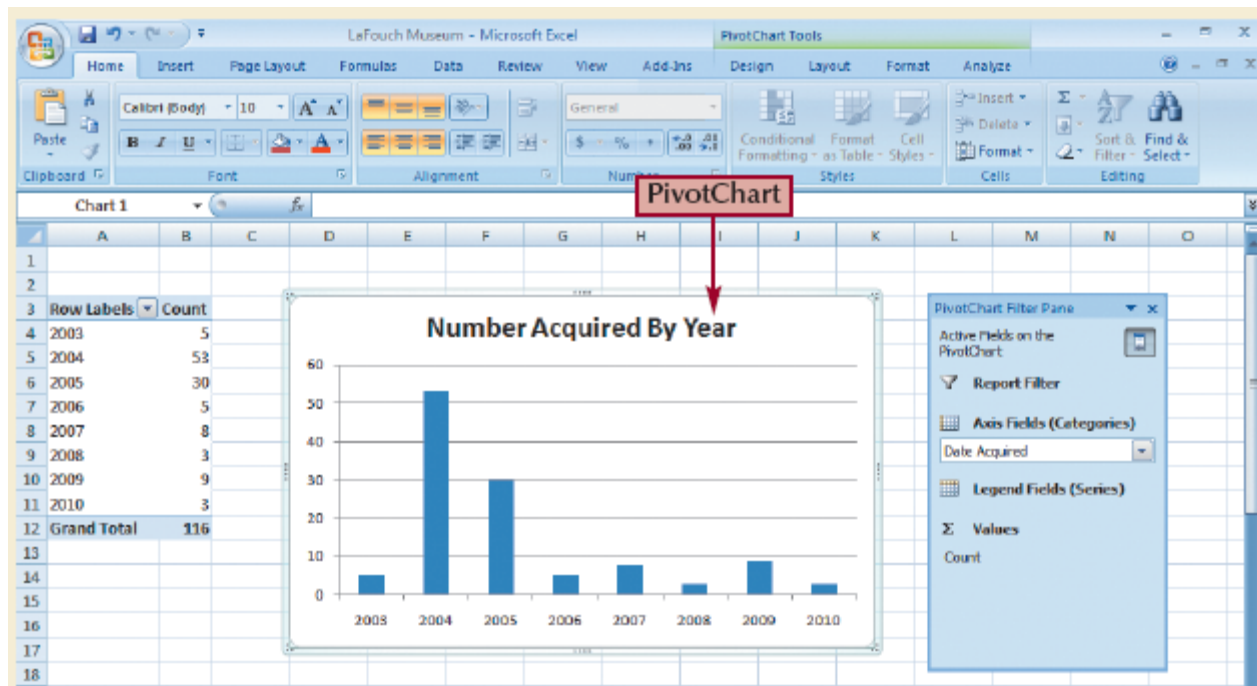 LaFouch Museum - Microsoft Excel
PivotChart Tools
Home Insert Page Layout Formulas Data Review View Add-Ins Design Layout Format Analyze
Paste
Calibri (Body) 10 A A
B I U A
General
$ % ,
Conditional Formatting
Format as Table
Cell Styles
Insert
Delete
Format
Σ
Sort & Filter
Find & Select
Clipboard Font Alignment Number Styles Cells Editing
PivotChart
Chart 1 fx
A B C D E F G H I J K L M N O
1
2
3 Row Labels Count
4 2003 5
5 2004 53
6 2005 30
7 2006 5
8 2007 8
9 2008 3
10 2009 9
11 2010 3
12 Grand Total 116
13
14
15
16
17
18
Number Acquired By Year
60
50
40
30
20
10
0
2003 2004 2005 2006 2007 2008 2009 2010
PivotChart Filter Pane
Active Fields on the
PivotChart
Report Filter
Axis Fields (Categories)
Date Acquired
Legend Fields (Series)
Σ Values
Count